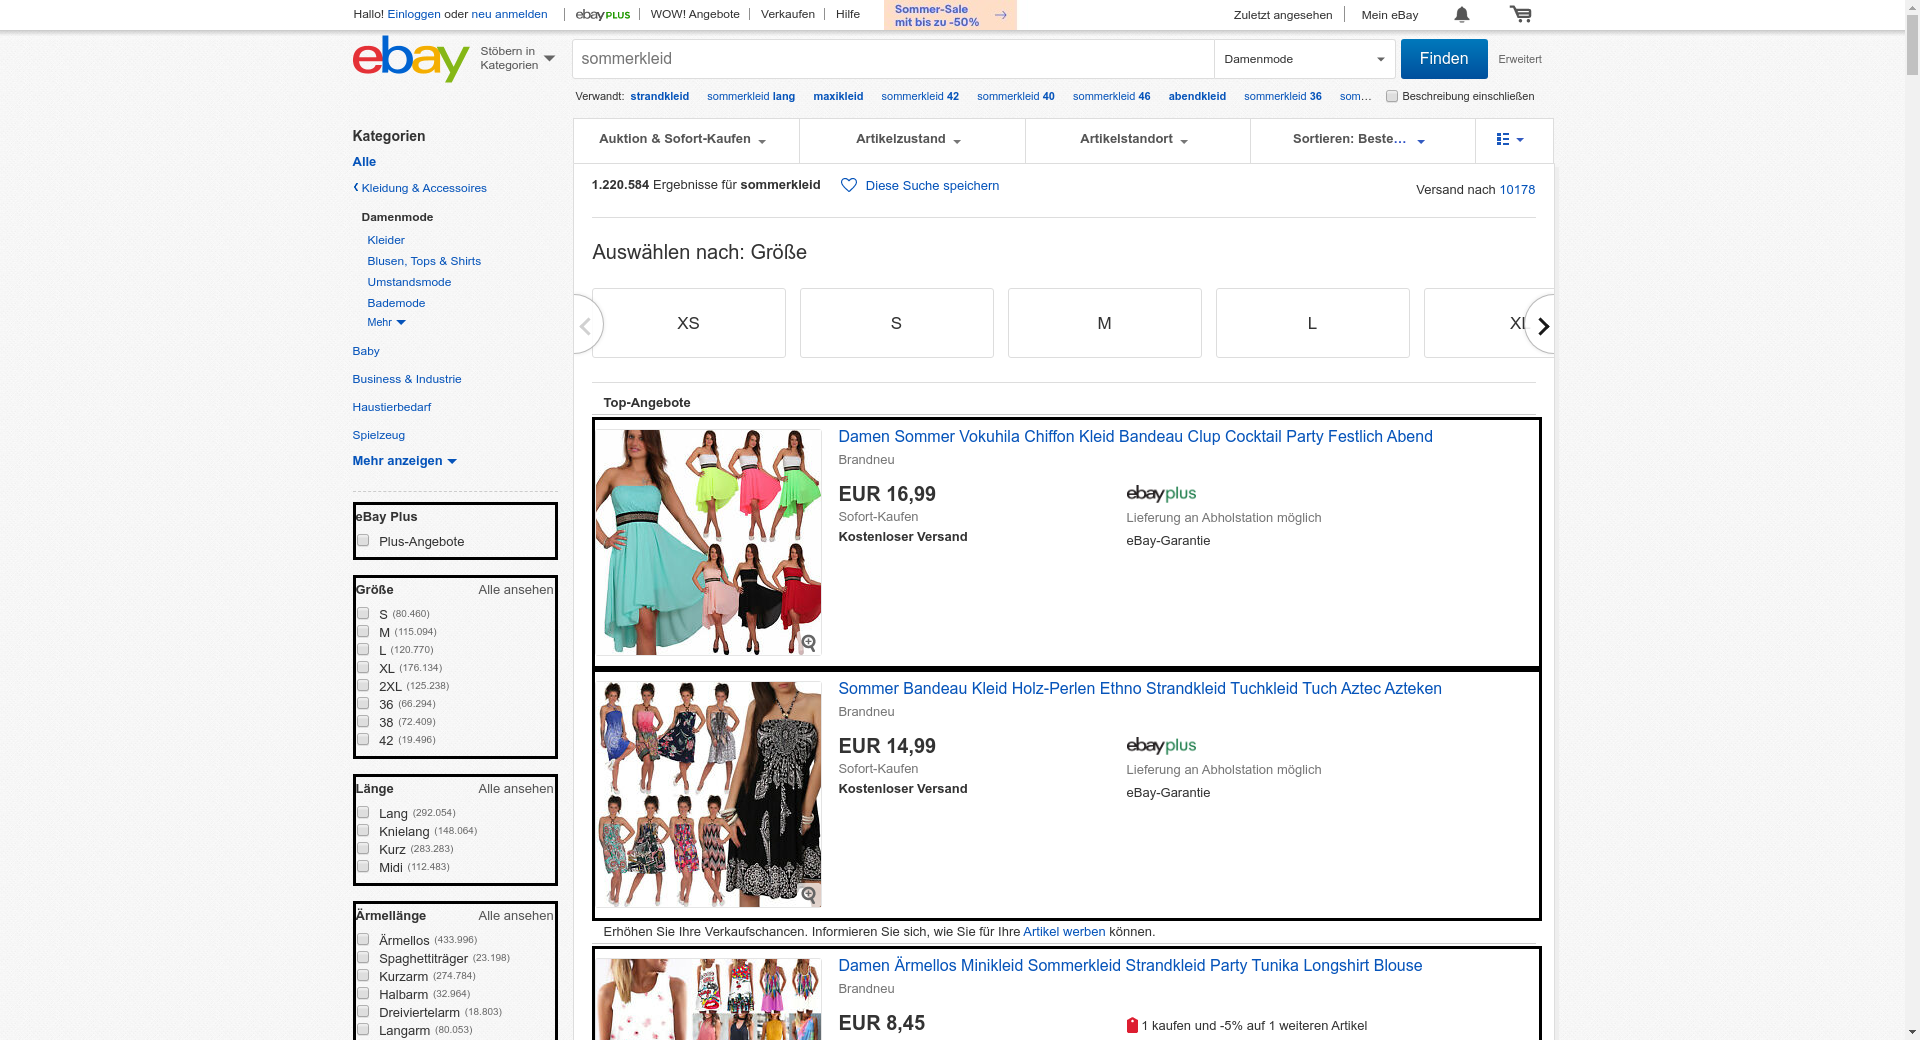 Hallo! Einloggen oder neu anmelden
ebay PLUS
WOW! Angebote
Verkaufen
Hilfe
Sommer-Sale
mit bis zu -50%
Zuletzt angesehen
Mein eBay
ebay
Stöbern in
Kategorien
sommerkleid
Damenmode
Finden
Erweitert
Verwandt: strandkleid sommerkleid lang maxikleid sommerkleid 42 sommerkleid 40 sommerkleid 46 abendkleid sommerkleid 36 som...
Beschreibung einschließen
Kategorien
Alle
Kleidung & Accessoires
Damenmode
Kleider
Blusen, Tops & Shirts
Umstandsmode
Bademode
Mehr
Baby
Business & Industrie
Haustierbedarf
Spielzeug
Mehr anzeigen
eBay Plus
Plus-Angebote
Größe Alle ansehen
S (80.460)
M (115.094)
L (120.770)
XL (176.134)
2XL (125.238)
36 (66.294)
38 (72.409)
42 (19.496)
Länge Alle ansehen
Lang (292.054)
Knielang (148.064)
Kurz (283.283)
Midi (112.483)
Ärmellänge Alle ansehen
Ärmellos (433.996)
Spaghettiträger (23.198)
Kurzarm (274.784)
Halbarm (32.964)
Dreiviertelarm (18.803)
Langarm (80.053)
Auktion & Sofort-Kaufen
Artikelzustand
Artikelstandort
Sortieren: Beste...
1.220.584 Ergebnisse für sommerkleid
Diese Suche speichern
Versand nach 10178
Auswählen nach: Größe
XS
S
M
L
XL
Top-Angebote
Damen Sommer Vokuhila Chiffon Kleid Bandeau Clup Cocktail Party Festlich Abend
Brandneu
EUR 16,99
Sofort-Kaufen
Kostenloser Versand
ebayplus
Lieferung an Abholstation möglich
eBay-Garantie
Sommer Bandeau Kleid Holz-Perlen Ethno Strandkleid Tuchkleid Tuch Aztec Azteken
Brandneu
EUR 14,99
Sofort-Kaufen
Kostenloser Versand
ebayplus
Lieferung an Abholstation möglich
eBay-Garantie
Erhöhen Sie Ihre Verkaufschancen. Informieren Sie sich, wie Sie für Ihre Artikel werben können.
Damen Ärmellos Minikleid Sommerkleid Strandkleid Party Tunika Longshirt Blouse
Brandneu
EUR 8,45
1 kaufen und -5% auf 1 weiteren Artikel